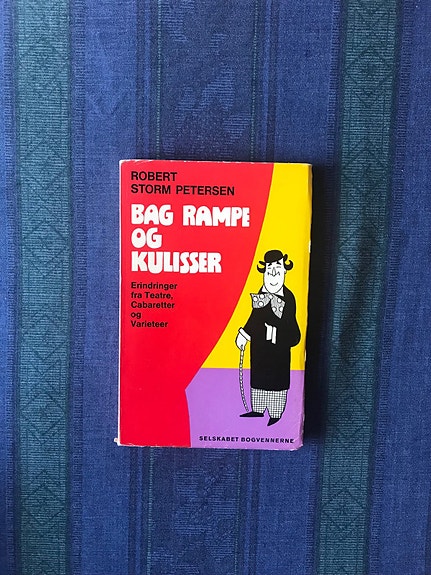 ROBERT
STORM PETERSEN
BAG RAMPE
OG
KULISSER
Erindringer
fra Teatre,
Cabaretter
og
Varieteer
SELSKABET BOGVENNERNE